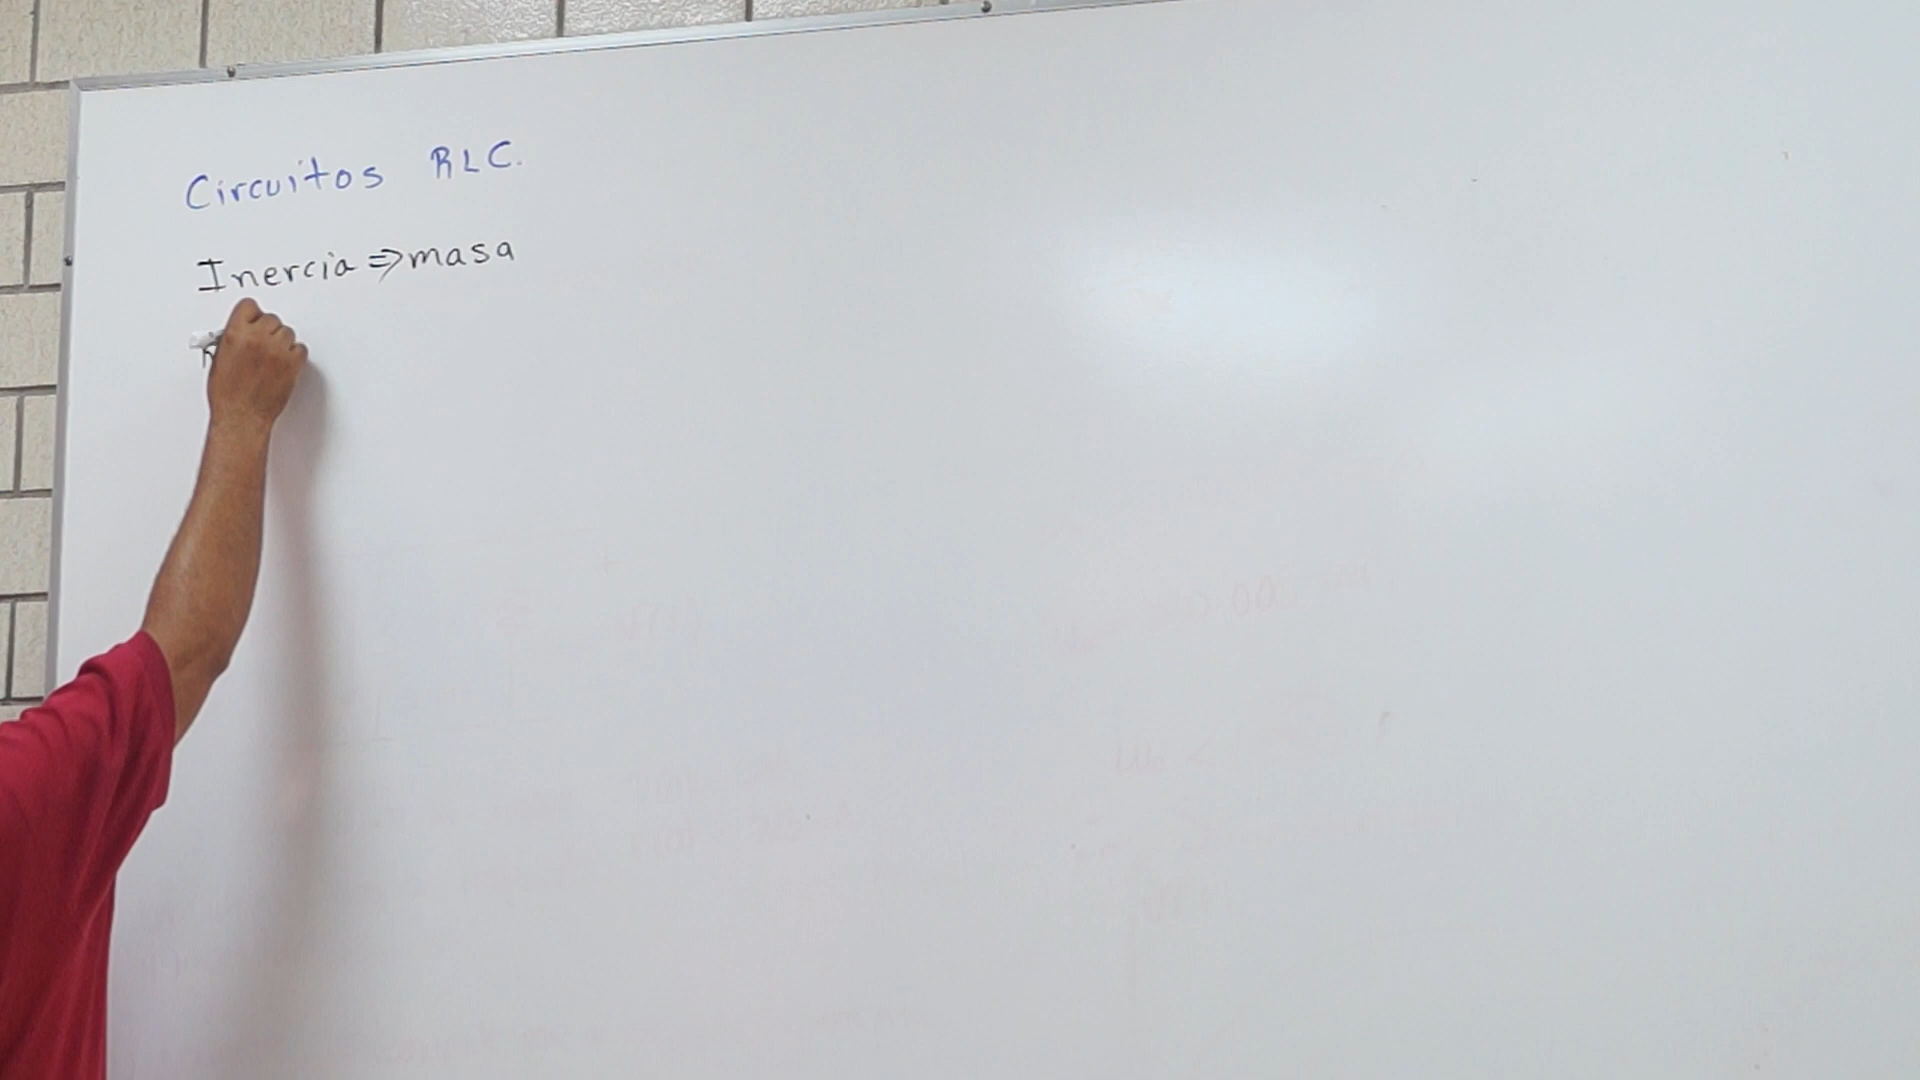 Circuitos RLC.
Inercia ⇒ masa